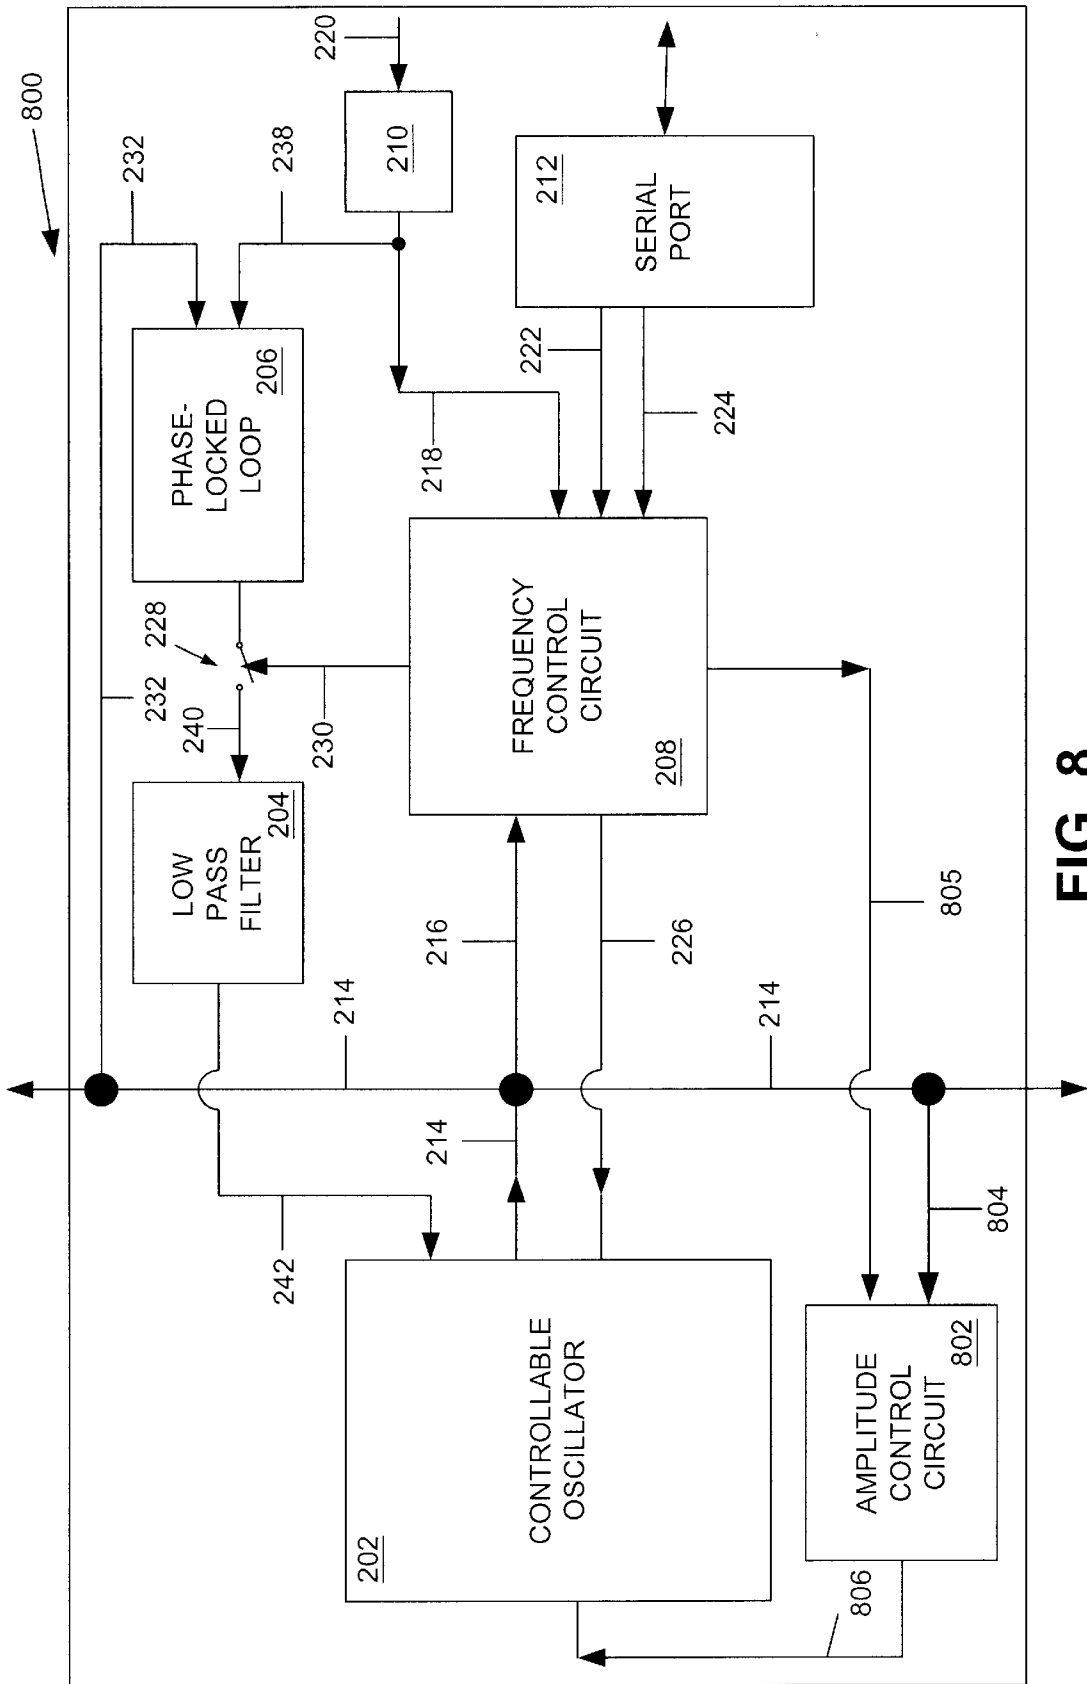 800
232
238
220
210
PHASE-
LOCKED
LOOP
206
212
SERIAL
PORT
222
224
218
228
232
240
230
LOW
PASS
FILTER
204
FREQUENCY
CONTROL
CIRCUIT
208
216
226
805
214
214
214
242
804
CONTROLLABLE
OSCILLATOR
202
AMPLITUDE
CONTROL
CIRCUIT
802
806
FIG 8